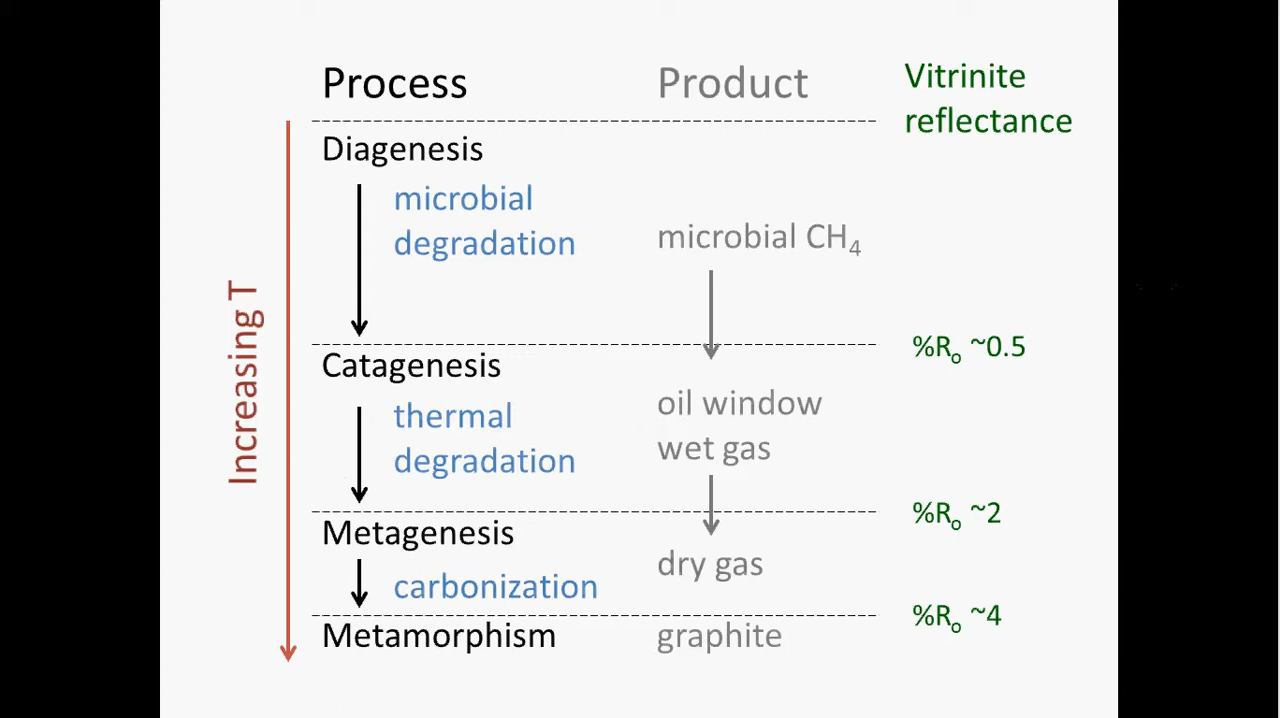 Process
Product
Vitrinite
reflectance
Increasing T
Diagenesis
microbial
degradation
microbial CH₄
%Rₒ ~0.5
Catagenesis
thermal
degradation
oil window
wet gas
%Rₒ ~2
Metagenesis
carbonization
dry gas
%Rₒ ~4
Metamorphism
graphite